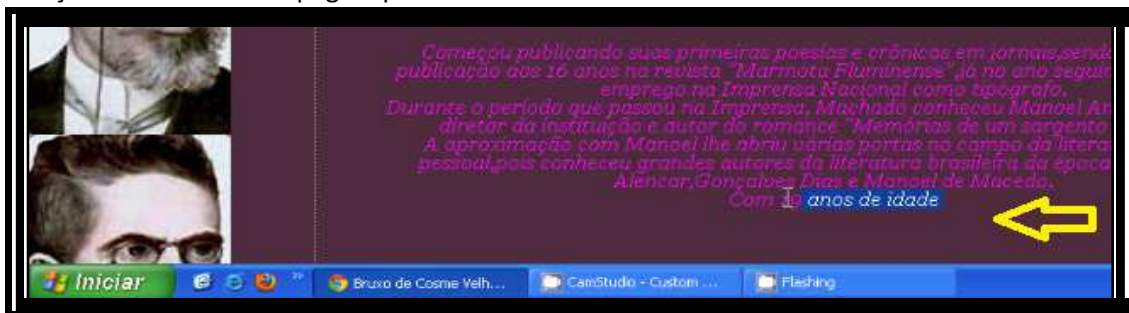 Começou publicando suas primeiras poesias e crônicas em jornais,send
publicação aos 16 anos na revista "Marmota Fluminense",já no ano segui
emprego na Imprensa Nacional como tipógrafo.
Durante o período que passou na Imprensa, Machado conheceu Manoel An
diretor da instituição e autor do romance "Memórias de um sargento
A aproximação com Manoel lhe abriu várias portas no campo da litera
pessoal,pois conheceu grandes autores da literatura brasileira da época
Alencar,Gonçalves Dias e Manoel de Macedo.
Com anos de idade
Iniciar
Bruxo de Cosme Velh...
CamStudio - Custom ...
Flashing